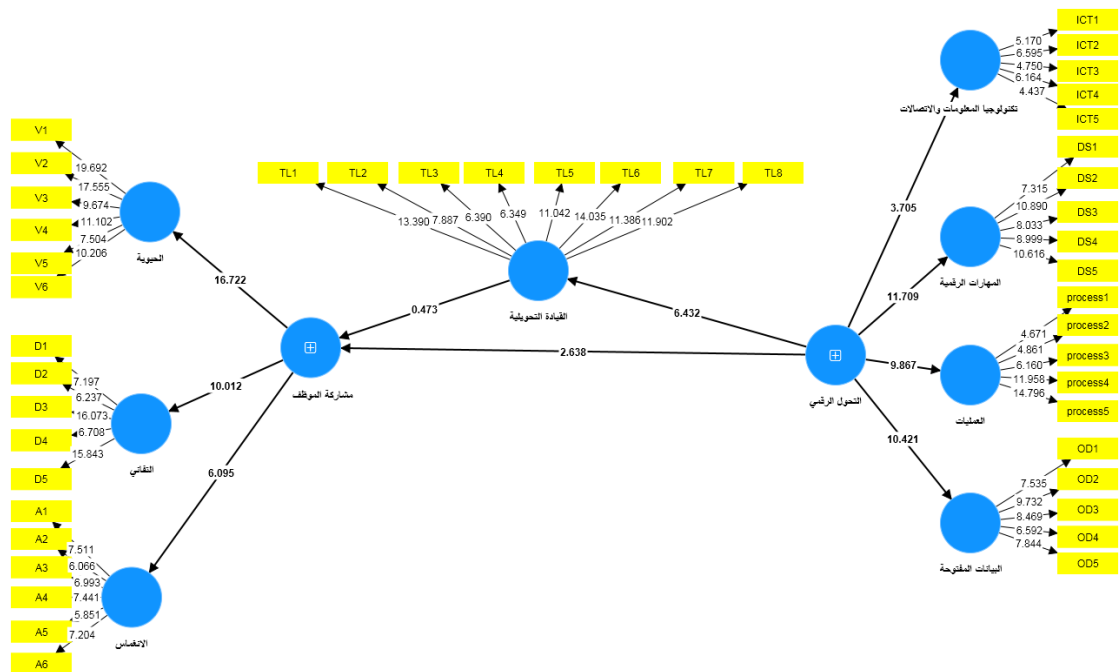 ICT1
ICT2
ICT3
ICT4
ICT5
5.170
6.595
4.750
6.164
4.437
تكنولوجيا المعلومات والاتصالات
V1
V2
V3
V4
V5
V6
19.692
17.555
9.674
11.102
7.504
10.206
الحيوية
TL1
TL2
TL3
TL4
TL5
TL6
TL7
TL8
13.390
7.887
6.390
6.349
11.042
14.035
11.386
11.902
القيادة التحويلية
DS1
DS2
DS3
DS4
DS5
7.315
10.890
8.033
8.999
10.616
المهارات الرقمية
3.705
11.709
16.722
0.473
6.432
2.638
9.867
10.421
10.012
6.095
مشاركة الموظف
التحول الرقمي
process1
process2
process3
process4
process5
4.671
4.861
6.160
11.958
14.796
العمليات
D1
D2
D3
D4
D5
7.197
6.237
16.073
6.708
15.843
التفاني
OD1
OD2
OD3
OD4
OD5
7.535
9.732
8.469
6.592
7.844
البيانات المفتوحة
A1
A2
A3
A4
A5
A6
7.511
6.066
6.993
7.441
5.851
7.204
الانغماس